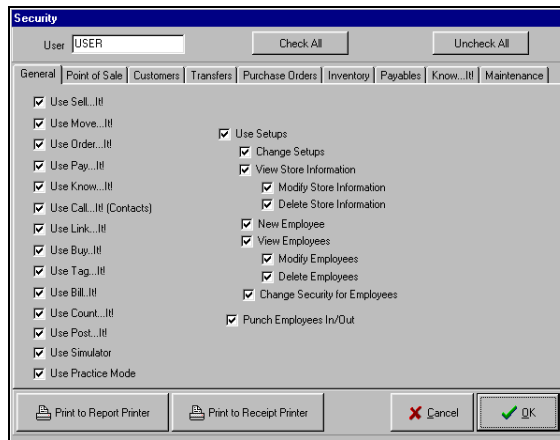 Security
User USER Check All Uncheck All
General Point of Sale Customers Transfers Purchase Orders Inventory Payables Know...It! Maintenance
Use Sell...It!
Use Move...It!
Use Order...It!
Use Pay...It!
Use Know...It!
Use Call...It! (Contacts)
Use Link...It!
Use Buy..It!
Use Tag...It!
Use Bill..It!
Use Count...It!
Use Post...It!
Use Simulator
Use Practice Mode
Use Setups
Change Setups
View Store Information
Modify Store Information
Delete Store Information
New Employee
View Employees
Modify Employees
Delete Employees
Change Security for Employees
Punch Employees In/Out
Print to Report Printer Print to Receipt Printer Cancel OK